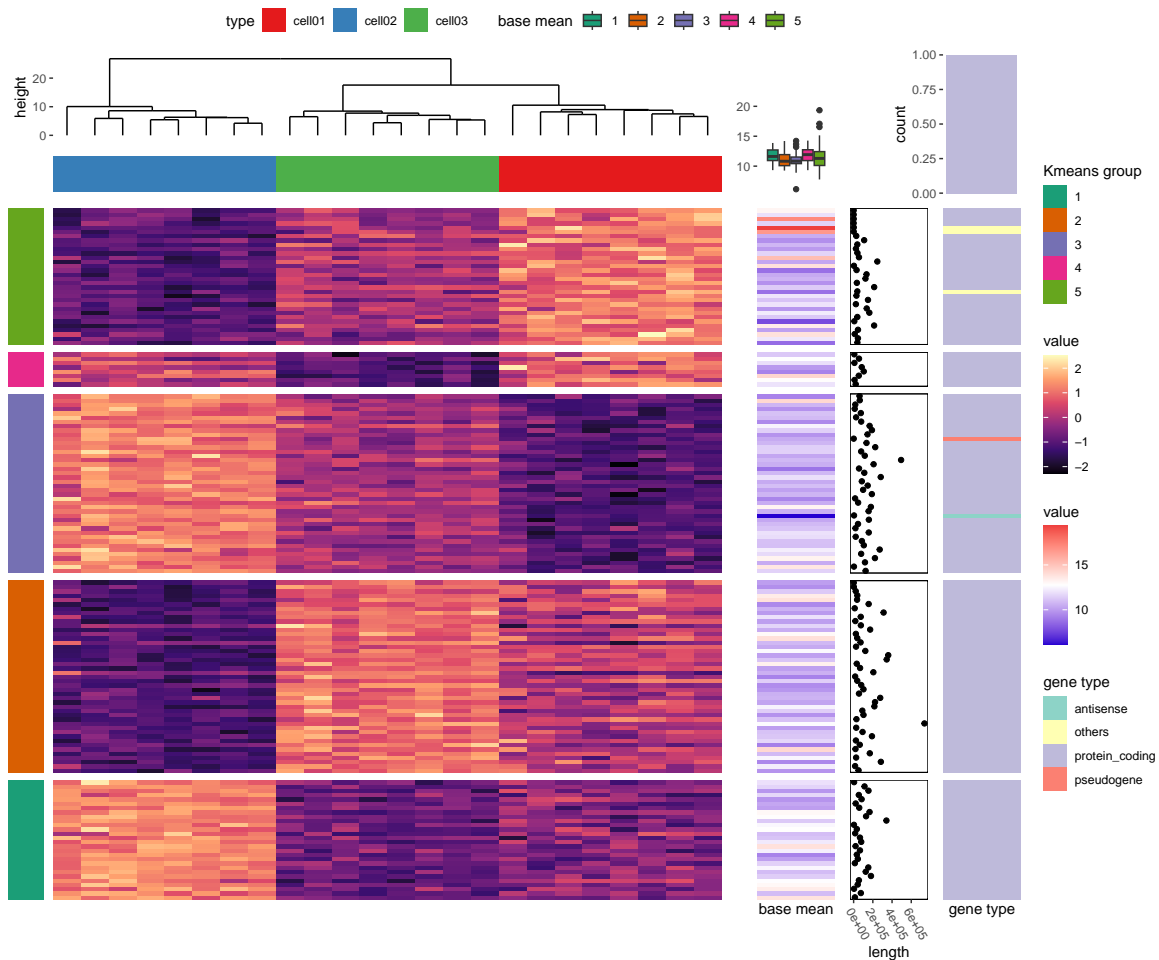 type cell01 cell02 cell03 base mean 1 2 3 4 5
height
20
10
0
20
15
10
count
1.00
0.75
0.50
0.25
0.00
Kmeans group
1
2
3
4
5
value
2
1
0
−1
−2
value
15
10
gene type
antisense
others
protein_coding
pseudogene
base mean
0e+00 2e+05 4e+05 6e+05
length
gene type